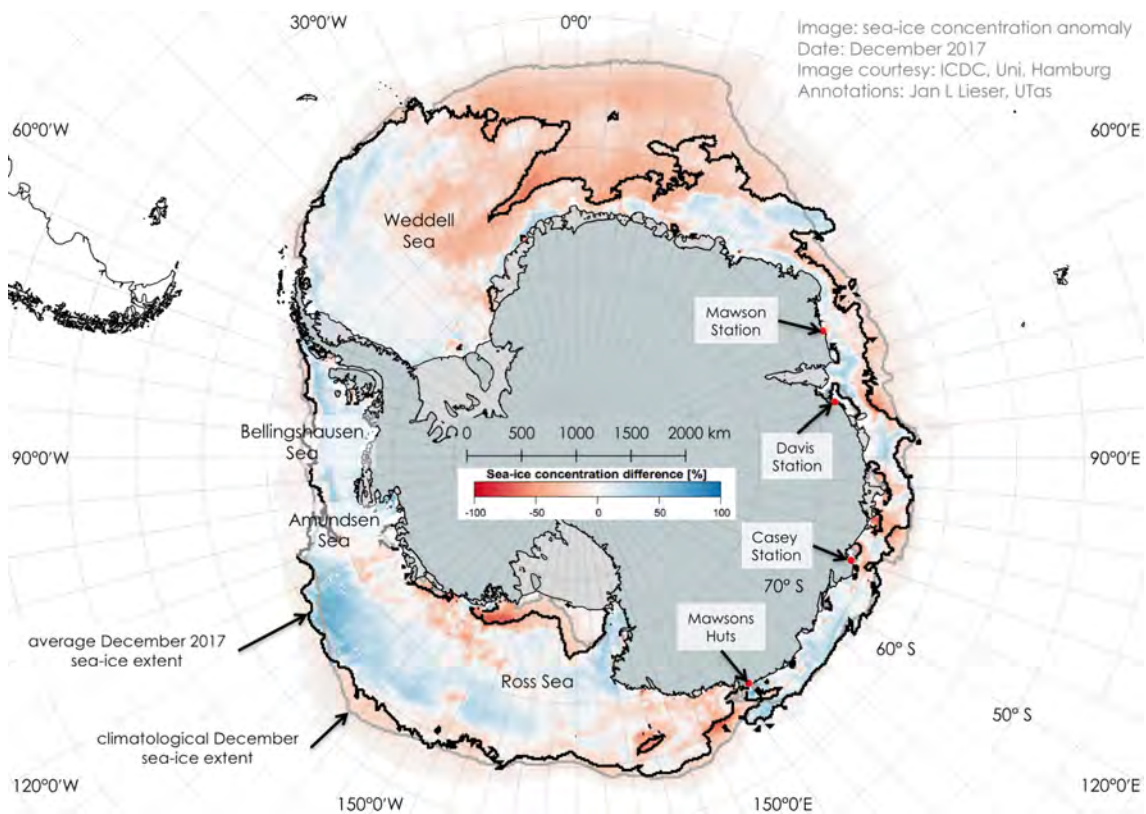 30°0'W
0°0'
Image: sea-ice concentration anomaly
Date: December 2017
Image courtesy: ICDC, Uni, Hamburg
Annotations: Jan L Lieser, UTas
60°0'W
60°0'E
Weddell
Sea
Mawson
Station
Bellingshausen
Sea
0 500 1000 1500 2000 km
Davis
Station
90°0'W
90°0'E
Sea-ice concentration difference [%]
-100 -50 0 50 100
Amundsen
Sea
Casey
Station
70° S
Mawsons
Huts
average December 2017
sea-ice extent
60° S
Ross Sea
50° S
climatological December
sea-ice extent
120°0'W
120°0'E
150°0'W
150°0'E